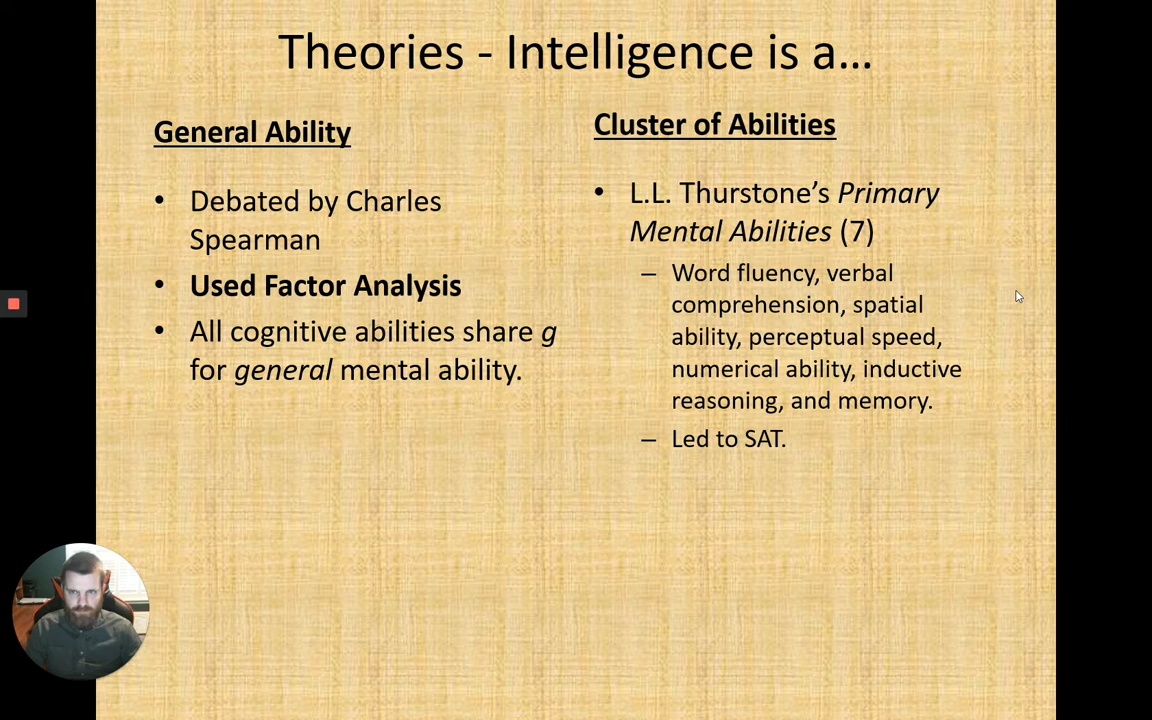 Theories - Intelligence is a…
General Ability
• Debated by Charles
Spearman
• Used Factor Analysis
• All cognitive abilities share g
for general mental ability.
Cluster of Abilities
• L.L. Thurstone’s Primary
Mental Abilities (7)
– Word fluency, verbal
comprehension, spatial
ability, perceptual speed,
numerical ability, inductive
reasoning, and memory.
– Led to SAT.